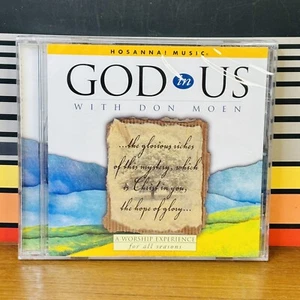 HOSANNA! MUSIC
GOD in US
WITH DON MOEN
...the glorious riches
of this mystery, which
is Christ in you,
the hope of glory...
A WORSHIP EXPERIENCE
for all seasons